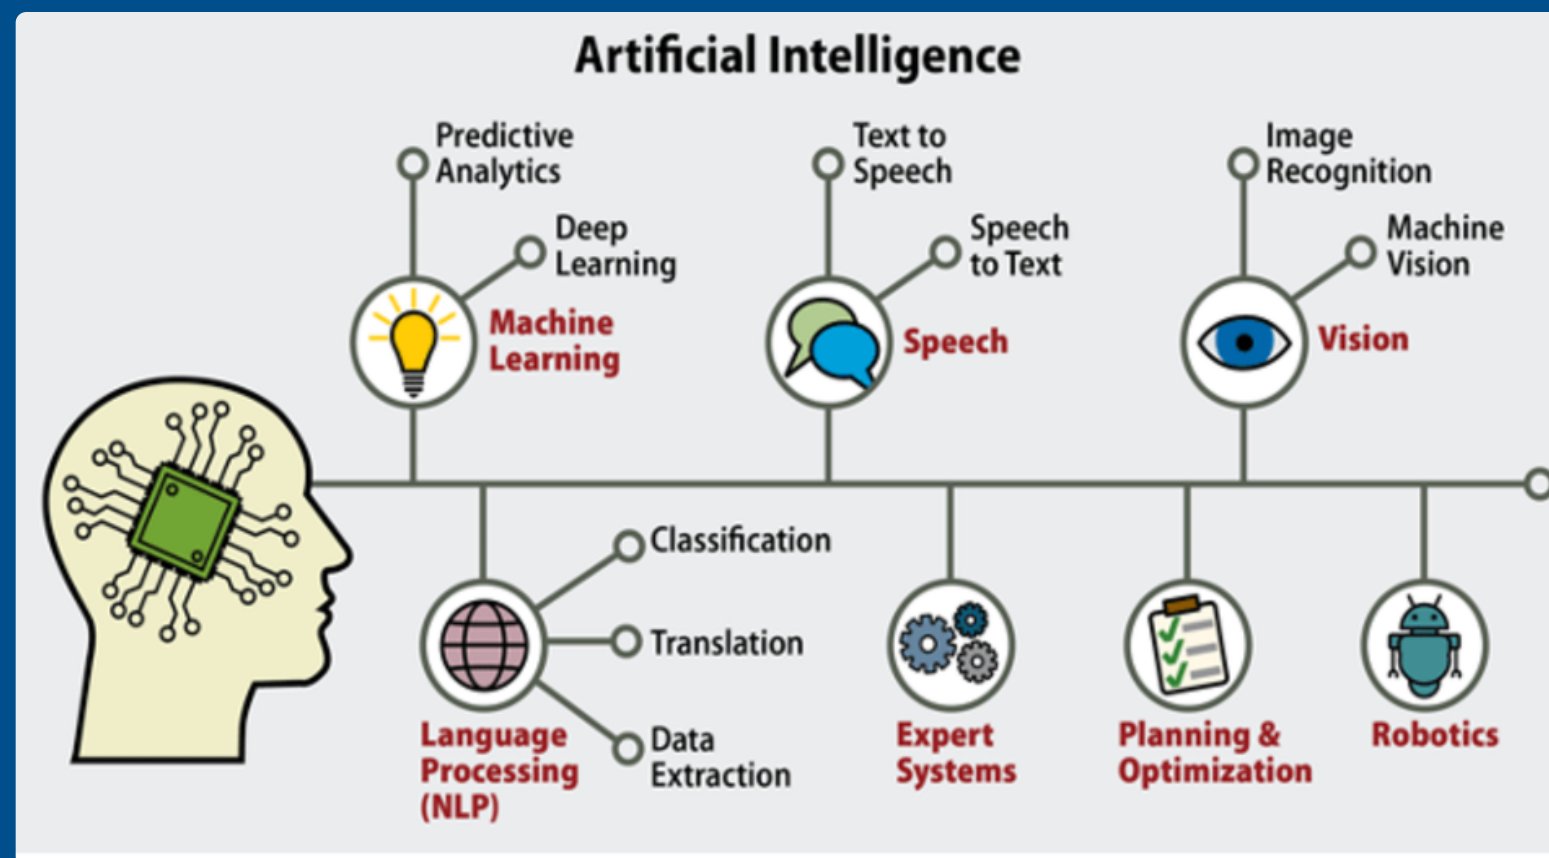 Artificial Intelligence
Predictive
Analytics
Deep
Learning
Machine
Learning
Text to
Speech
Speech
to Text
Speech
Image
Recognition
Machine
Vision
Vision
Classification
Translation
Data
Extraction
Language
Processing
(NLP)
Expert
Systems
Planning &
Optimization
Robotics